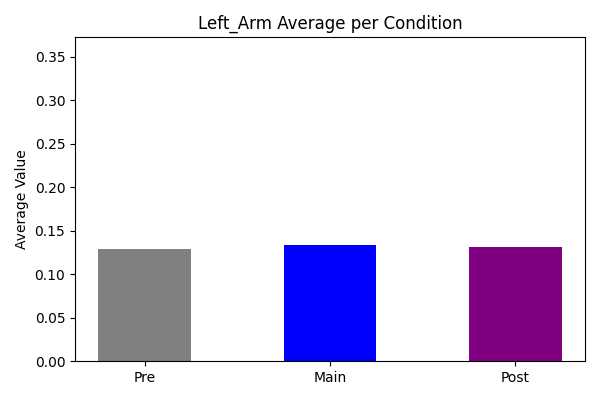 Left_Arm Average per Condition
Average Value
0.35
0.30
0.25
0.20
0.15
0.10
0.05
0.00
Pre
Main
Post